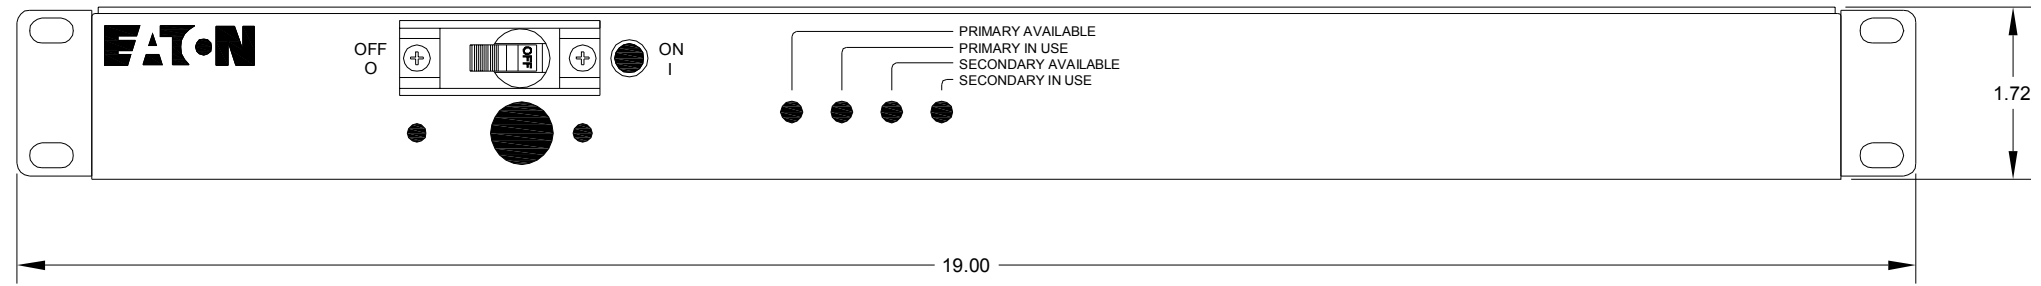 EATON
OFF
O
OFF
ON
I
PRIMARY AVAILABLE
PRIMARY IN USE
SECONDARY AVAILABLE
SECONDARY IN USE
1.72
19.00